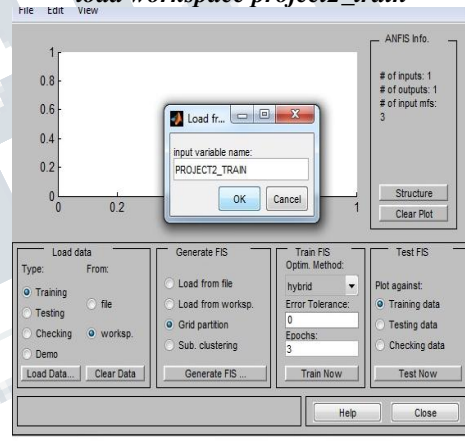 load workspace project2_train
File Edit View
ANFIS Info.
1
0.8
0.6
0.4
0.2
0
0 0.2 1
# of inputs: 1
# of outputs: 1
# of input mfs:
3
Structure
Clear Plot
Load fr...
input variable name:
PROJECT2_TRAIN
OK Cancel
Load data
Type: From:
Training
Testing
Checking
Demo
file
worksp.
Load Data... Clear Data
Generate FIS
Load from file
Load from worksp.
Grid partition
Sub. clustering
Generate FIS ...
Train FIS
Optim. Method:
hybrid
Error Tolerance:
0
Epochs:
3
Train Now
Test FIS
Plot against:
Training data
Testing data
Checking data
Test Now
Help Close